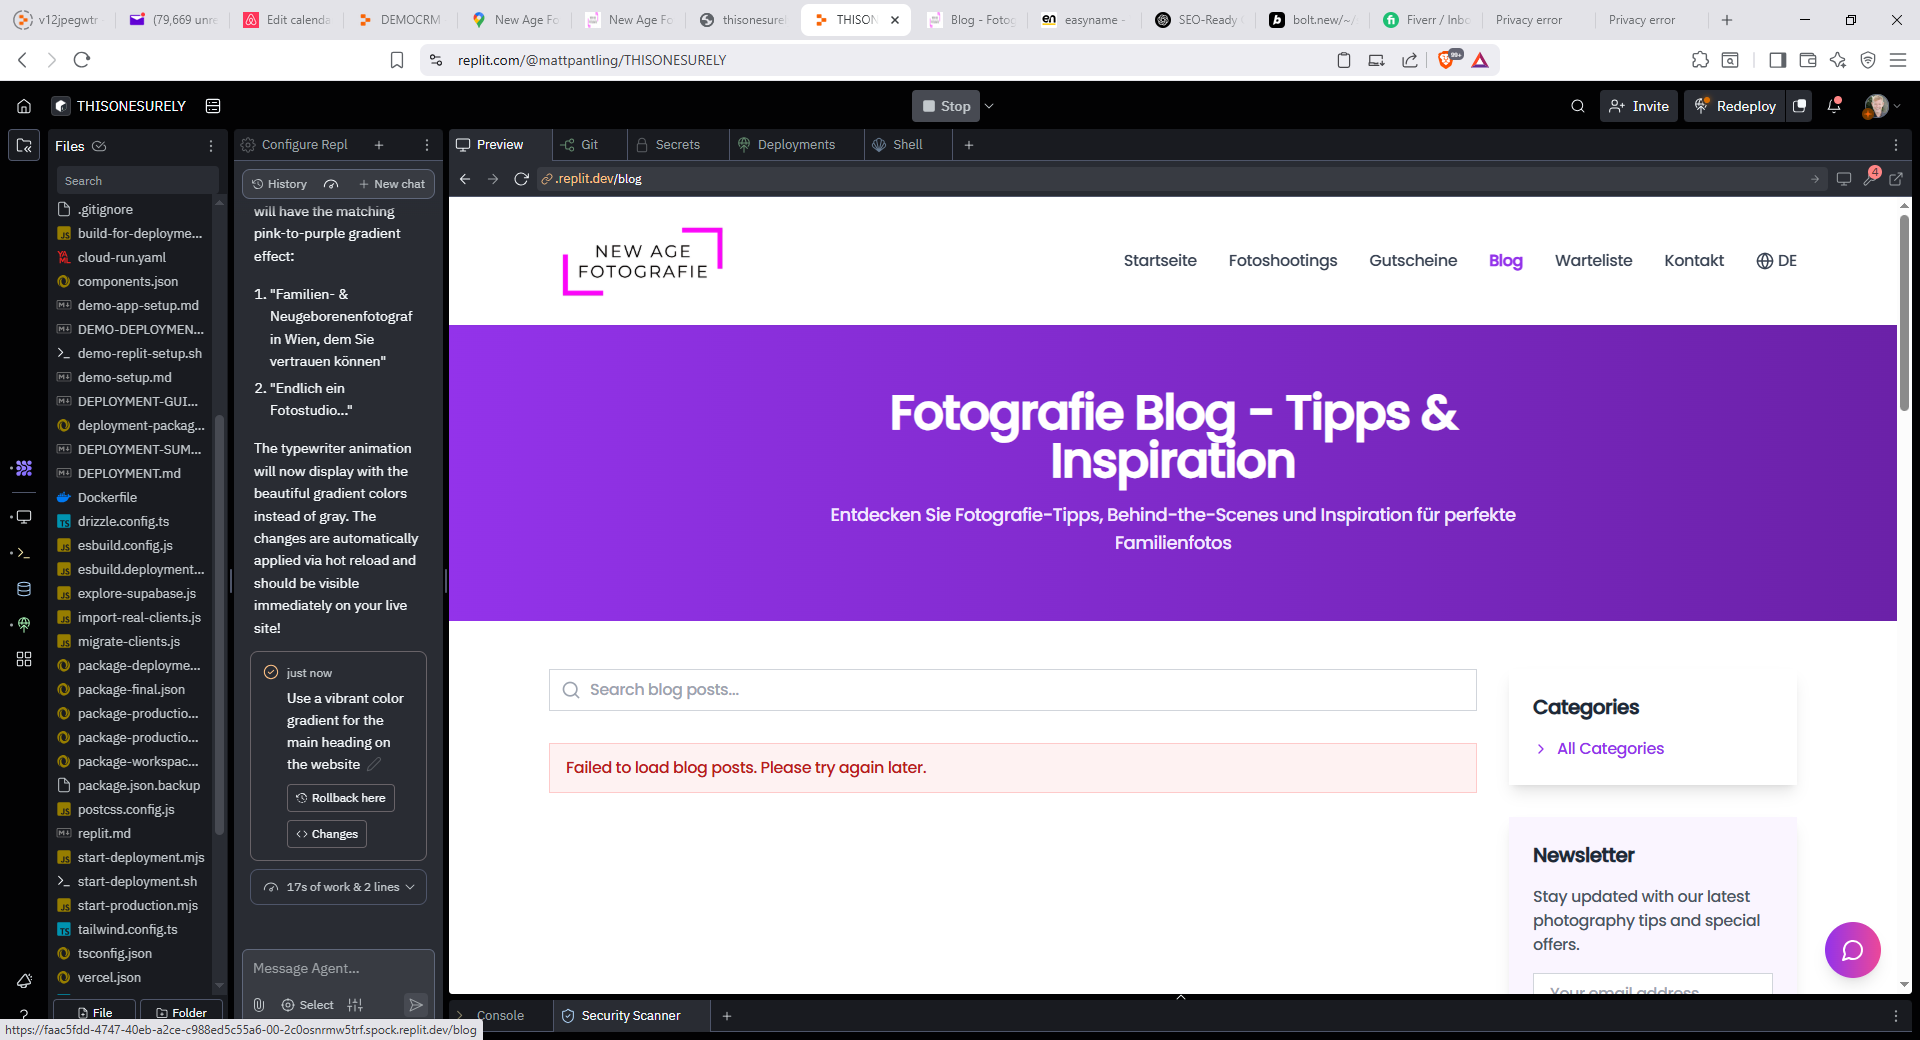 v12jpegwtr
(79,669 unre
Edit calenda
DEMOCRM
New Age Fo
New Age Fo
thisonesurel
THISON
Blog - Fotog
easyname -
SEO-Ready
bolt.new/~/
Fiverr / Inbo
Privacy error
Privacy error
replit.com/@mattpantling/THISONESURELY
99+
THISONESURELY
Stop
Invite
Redeploy
Files
Search
.gitignore
build-for-deployme...
cloud-run.yaml
components.json
demo-app-setup.md
DEMO-DEPLOYMEN...
demo-replit-setup.sh
demo-setup.md
DEPLOYMENT-GUI...
deployment-packag...
DEPLOYMENT-SUM...
DEPLOYMENT.md
Dockerfile
drizzle.config.ts
esbuild.config.js
esbuild.deployment...
explore-supabase.js
import-real-clients.js
migrate-clients.js
package-deployme...
package-final.json
package-productio...
package-productio...
package-workspac...
package.json.backup
postcss.config.js
replit.md
start-deployment.mjs
start-deployment.sh
start-production.mjs
tailwind.config.ts
tsconfig.json
vercel.json
File
Folder
Configure Repl
History
New chat
will have the matching
pink-to-purple gradient
effect:
1. "Familien- &
Neugeborenenfotograf
in Wien, dem Sie
vertrauen können"
2. "Endlich ein
Fotostudio..."
The typewriter animation
will now display with the
beautiful gradient colors
instead of gray. The
changes are automatically
applied via hot reload and
should be visible
immediately on your live
site!
just now
Use a vibrant color
gradient for the
main heading on
the website
Rollback here
Changes
17s of work & 2 lines
Message Agent...
Select
Preview
Git
Secrets
Deployments
Shell
.replit.dev/blog
4
NEW AGE
FOTOGRAFIE
Startseite
Fotoshootings
Gutscheine
Blog
Warteliste
Kontakt
DE
Fotografie Blog - Tipps &
Inspiration
Entdecken Sie Fotografie-Tipps, Behind-the-Scenes und Inspiration für perfekte
Familienfotos
Search blog posts...
Failed to load blog posts. Please try again later.
Categories
All Categories
Newsletter
Stay updated with our latest
photography tips and special
offers.
Your email address
Console
Security Scanner
https://faac5fdd-4747-40eb-a2ce-c988ed5c55a6-00-2c0osnrmw5trf.spock.replit.dev/blog